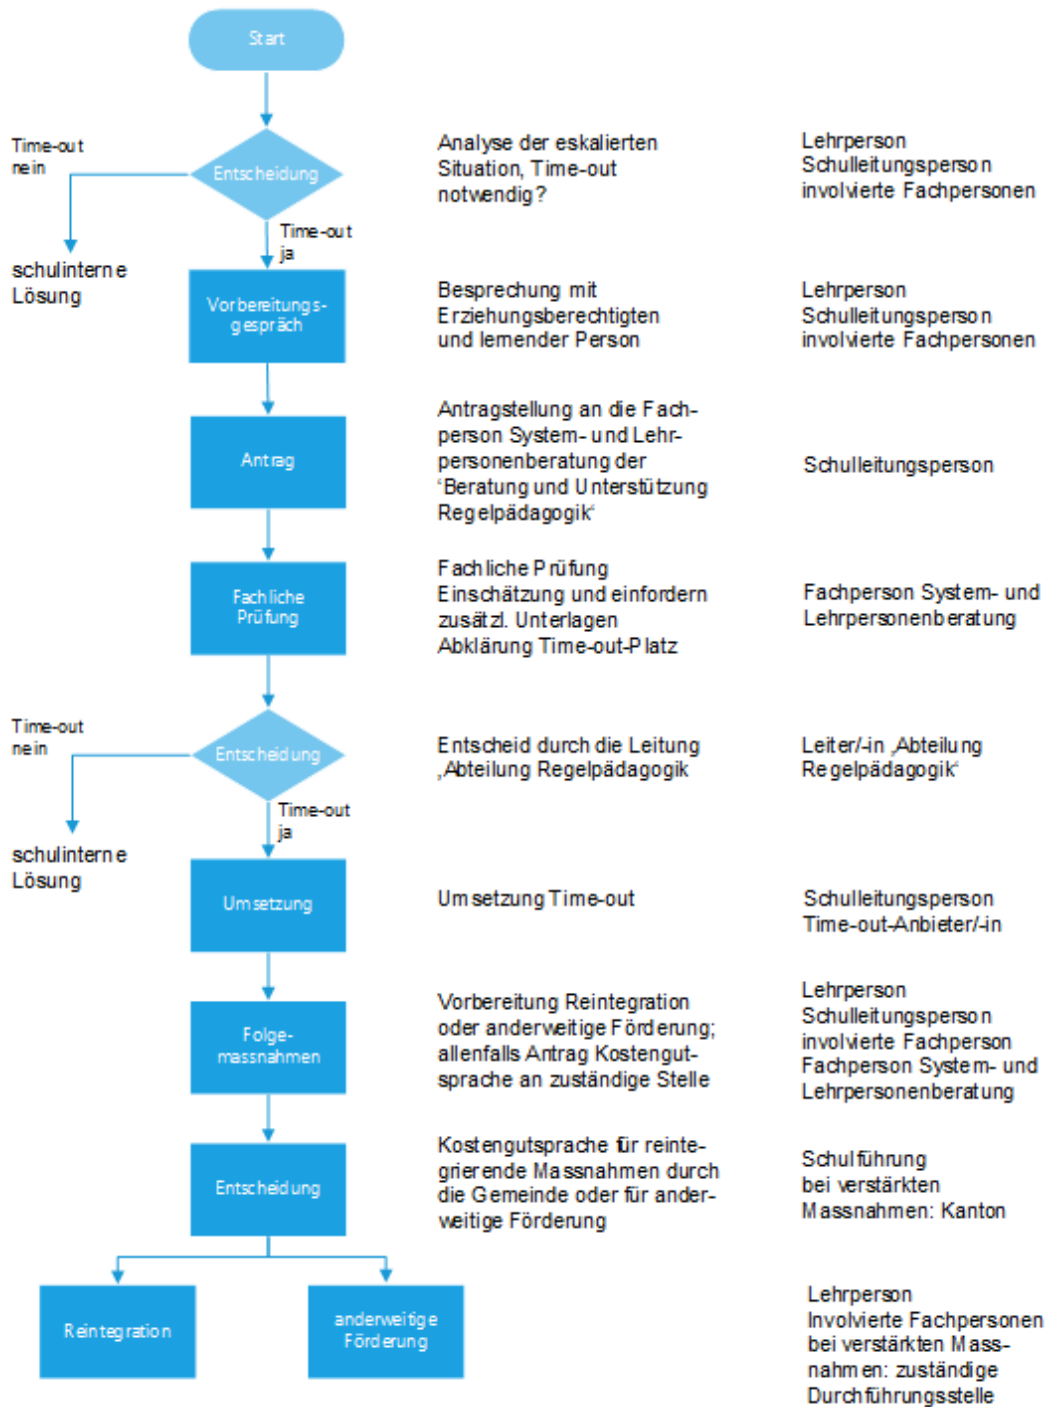 Start
Time-out
nein
Entscheidung
Analyse der eskalierten
Situation, Time-out
notwendig?
Lehrperson
Schulleitungsperson
involvierte Fachpersonen
Time-out
ja
schulinterne
Lösung
Vorbereitungs-
gespräch
Besprechung mit
Erziehungsberechtigten
und lernender Person
Lehrperson
Schulleitungsperson
involvierte Fachpersonen
Antrag
Antragstellung an die Fach-
person System- und Lehr-
personenberatung der
‘Beratung und Unterstützung
Regelpädagogik‘
Schulleitungsperson
Fachliche
Prüfung
Fachliche Prüfung
Einschätzung und einfordern
zusätzl. Unterlagen
Abklärung Time-out-Platz
Fachperson System- und
Lehrpersonenberatung
Time-out
nein
Entscheidung
Entscheid durch die Leitung
‚Abteilung Regelpädagogik
Leiter/-in ‚Abteilung
Regelpädagogik‘
Time-out
ja
schulinterne
Lösung
Umsetzung
Umsetzung Time-out
Schulleitungsperson
Time-out-Anbieter/-in
Folge-
massnahmen
Vorbereitung Reintegration
oder anderweitige Förderung;
allenfalls Antrag Kostengut-
sprache an zuständige Stelle
Lehrperson
Schulleitungsperson
involvierte Fachperson
Fachperson System- und
Lehrpersonenberatung
Entscheidung
Kostengutsprache für reinte-
grierende Massnahmen durch
die Gemeinde oder für ander-
weitige Förderung
Schulführung
bei verstärkten
Massnahmen: Kanton
Reintegration
anderweitige
Förderung
Lehrperson
Involvierte Fachpersonen
bei verstärkten Mass-
nahmen: zuständige
Durchführungsstelle